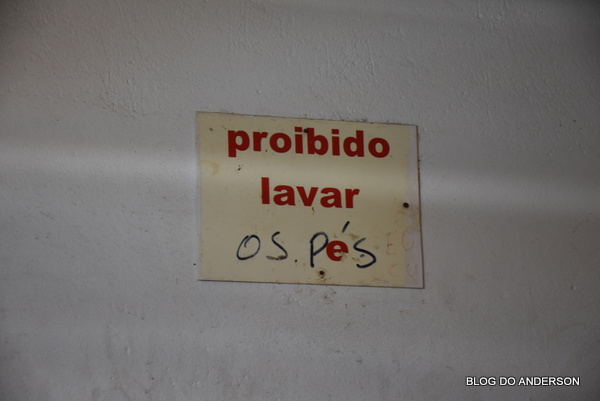 proibido
lavar
os. Pés
BLOG DO ANDERSON